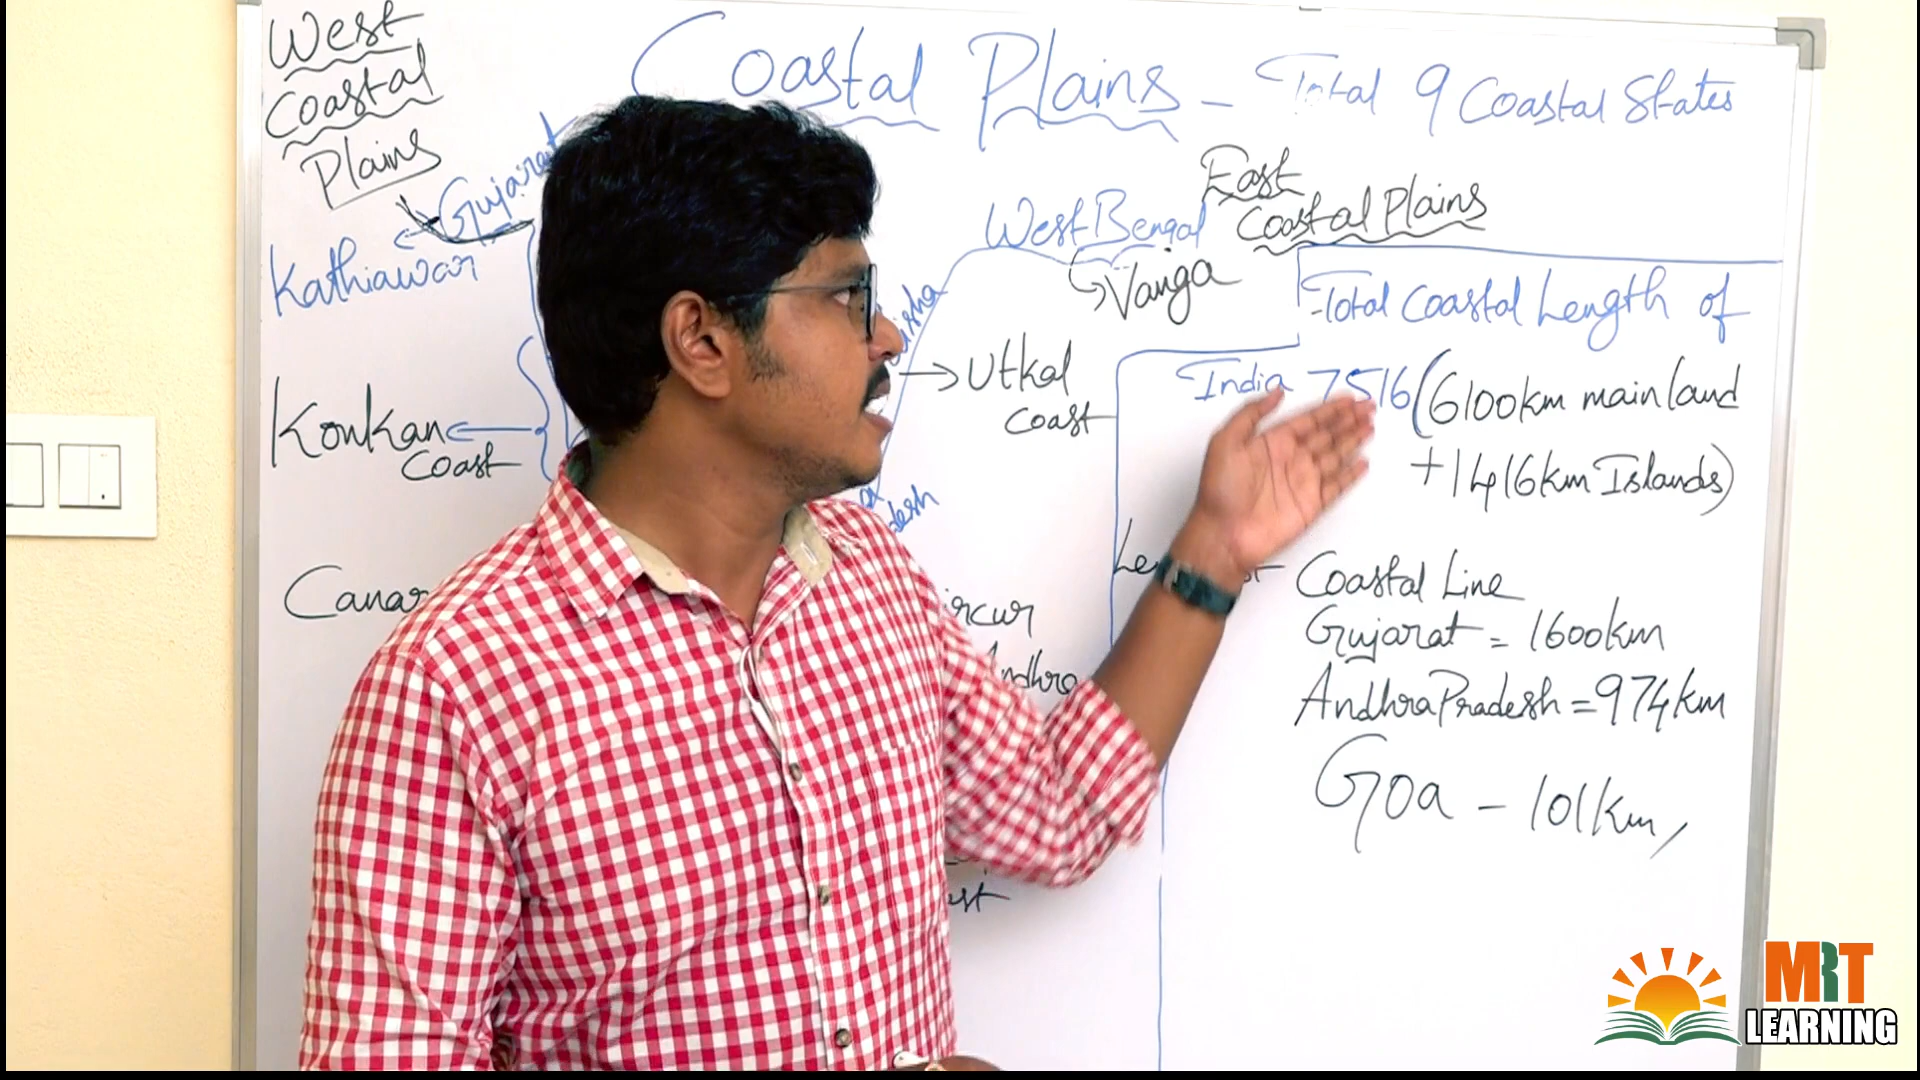 West
Coastal
Plains
Coastal Plains - Total 9 Coastal States
Gujarat
Kathiawar
Konkan
Coast
West Bengal
Vanga
East
Coastal Plains
Utkal
Coast
Total Coastal Length of
India 7516 (6100km mainland
+1416km Islands)
Coastal Line
Gujarat = 1600km
Andhra Pradesh = 974km
Goa - 101km
MRT
LEARNING